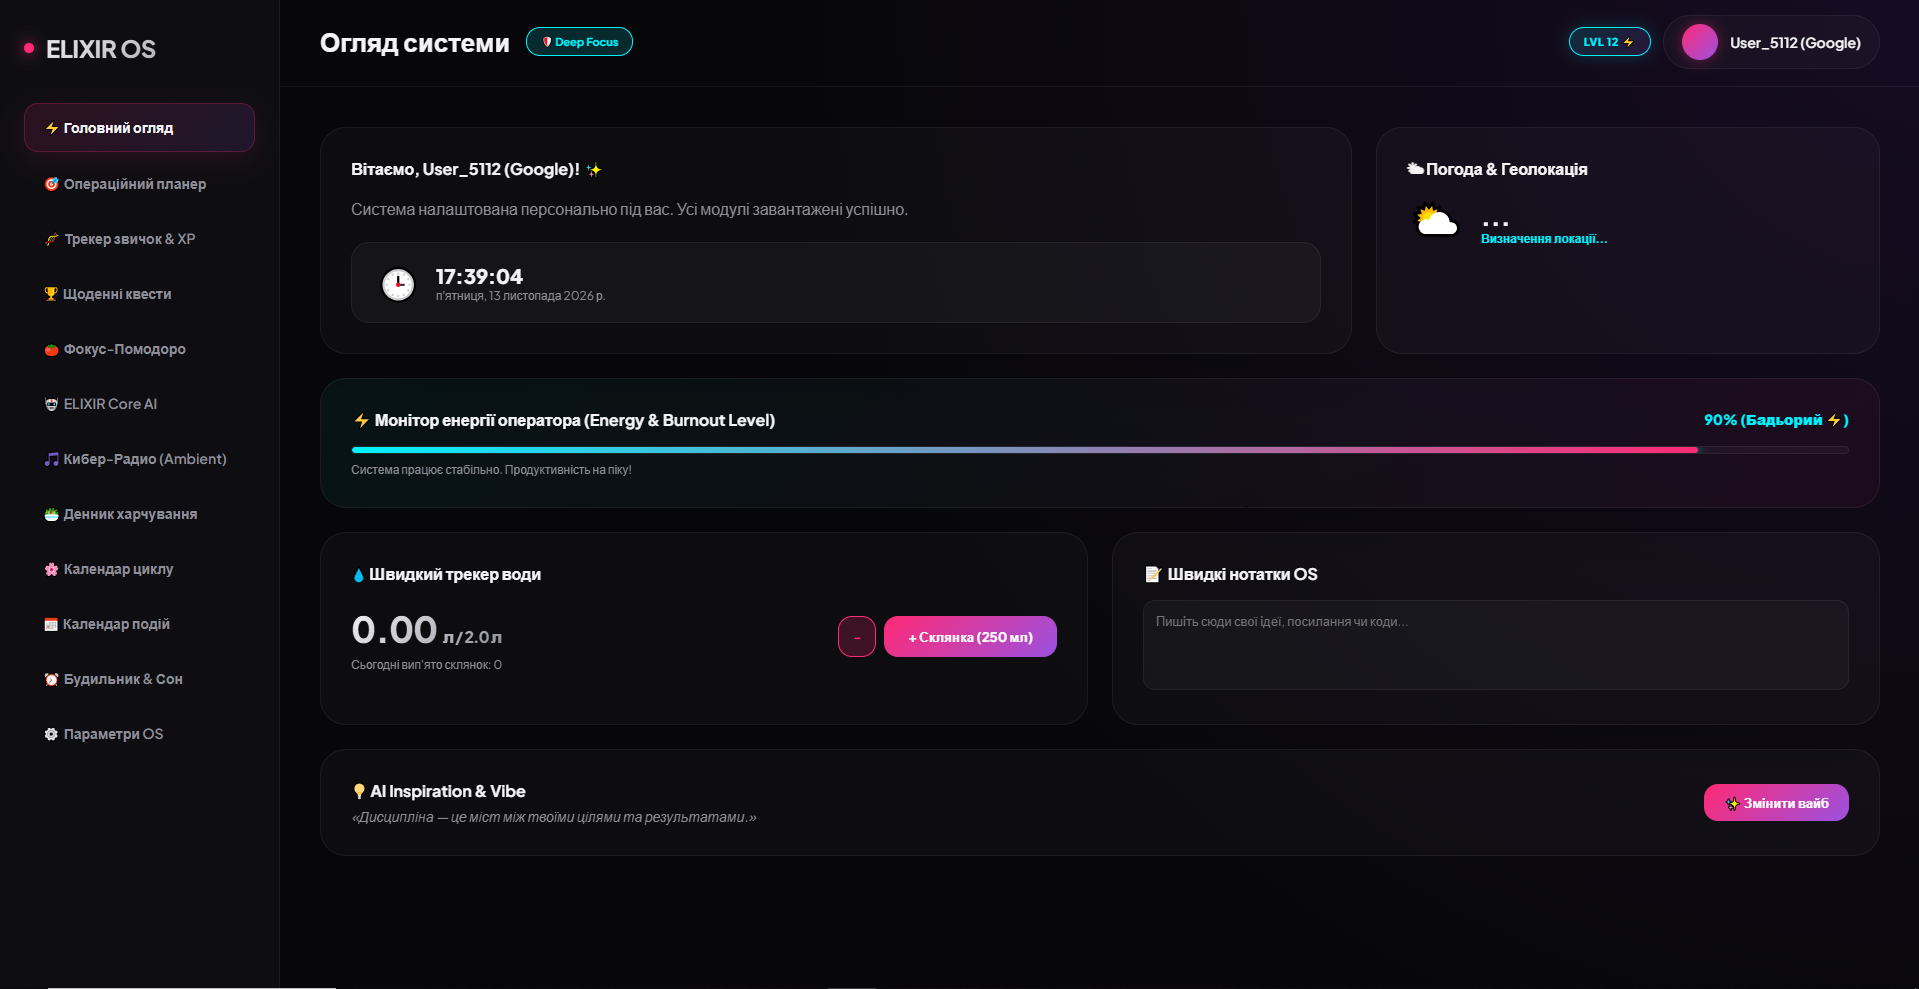 ELIXIR OS
Головний огляд
Операційний планер
Трекер звичок & XP
Щоденні квести
Фокус-Помодоро
ELIXIR Core AI
Кибер-Радио (Ambient)
Денник харчування
Календар циклу
Календар подій
Будильник & Сон
Параметри OS
Огляд системи
Deep Focus
LVL 12 ⚡
User_5112 (Google)
Вітаємо, User_5112 (Google)! ✨
Система налаштована персонально під вас. Усі модулі завантажені успішно.
17:39:04
п'ятниця, 13 листопада 2026 р.
Погода & Геолокація
...
Визначення локації...
⚡ Монітор енергії оператора (Energy & Burnout Level)
90% (Бадьорий ⚡)
Система працює стабільно. Продуктивність на піку!
Швидкий трекер води
0.00 л / 2.0 л
Сьогодні вип'ято склянок: 0
-
+ Склянка (250 мл)
Швидкі нотатки OS
Пишіть сюди свої ідеї, посилання чи коди...
AI Inspiration & Vibe
«Дисципліна — це міст між твоїми цілями та результатами.»
✨ Змінити вайб